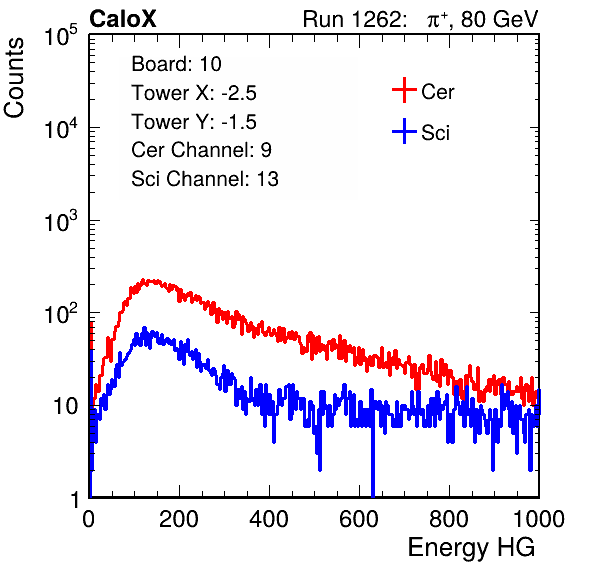 CaloX Run 1262: π⁺, 80 GeV
Board: 10
Tower X: -2.5
Tower Y: -1.5
Cer Channel: 9
Sci Channel: 13
Cer
Sci
Counts
10⁵
10⁴
10³
10²
10
1
0 200 400 600 800 1000
Energy HG